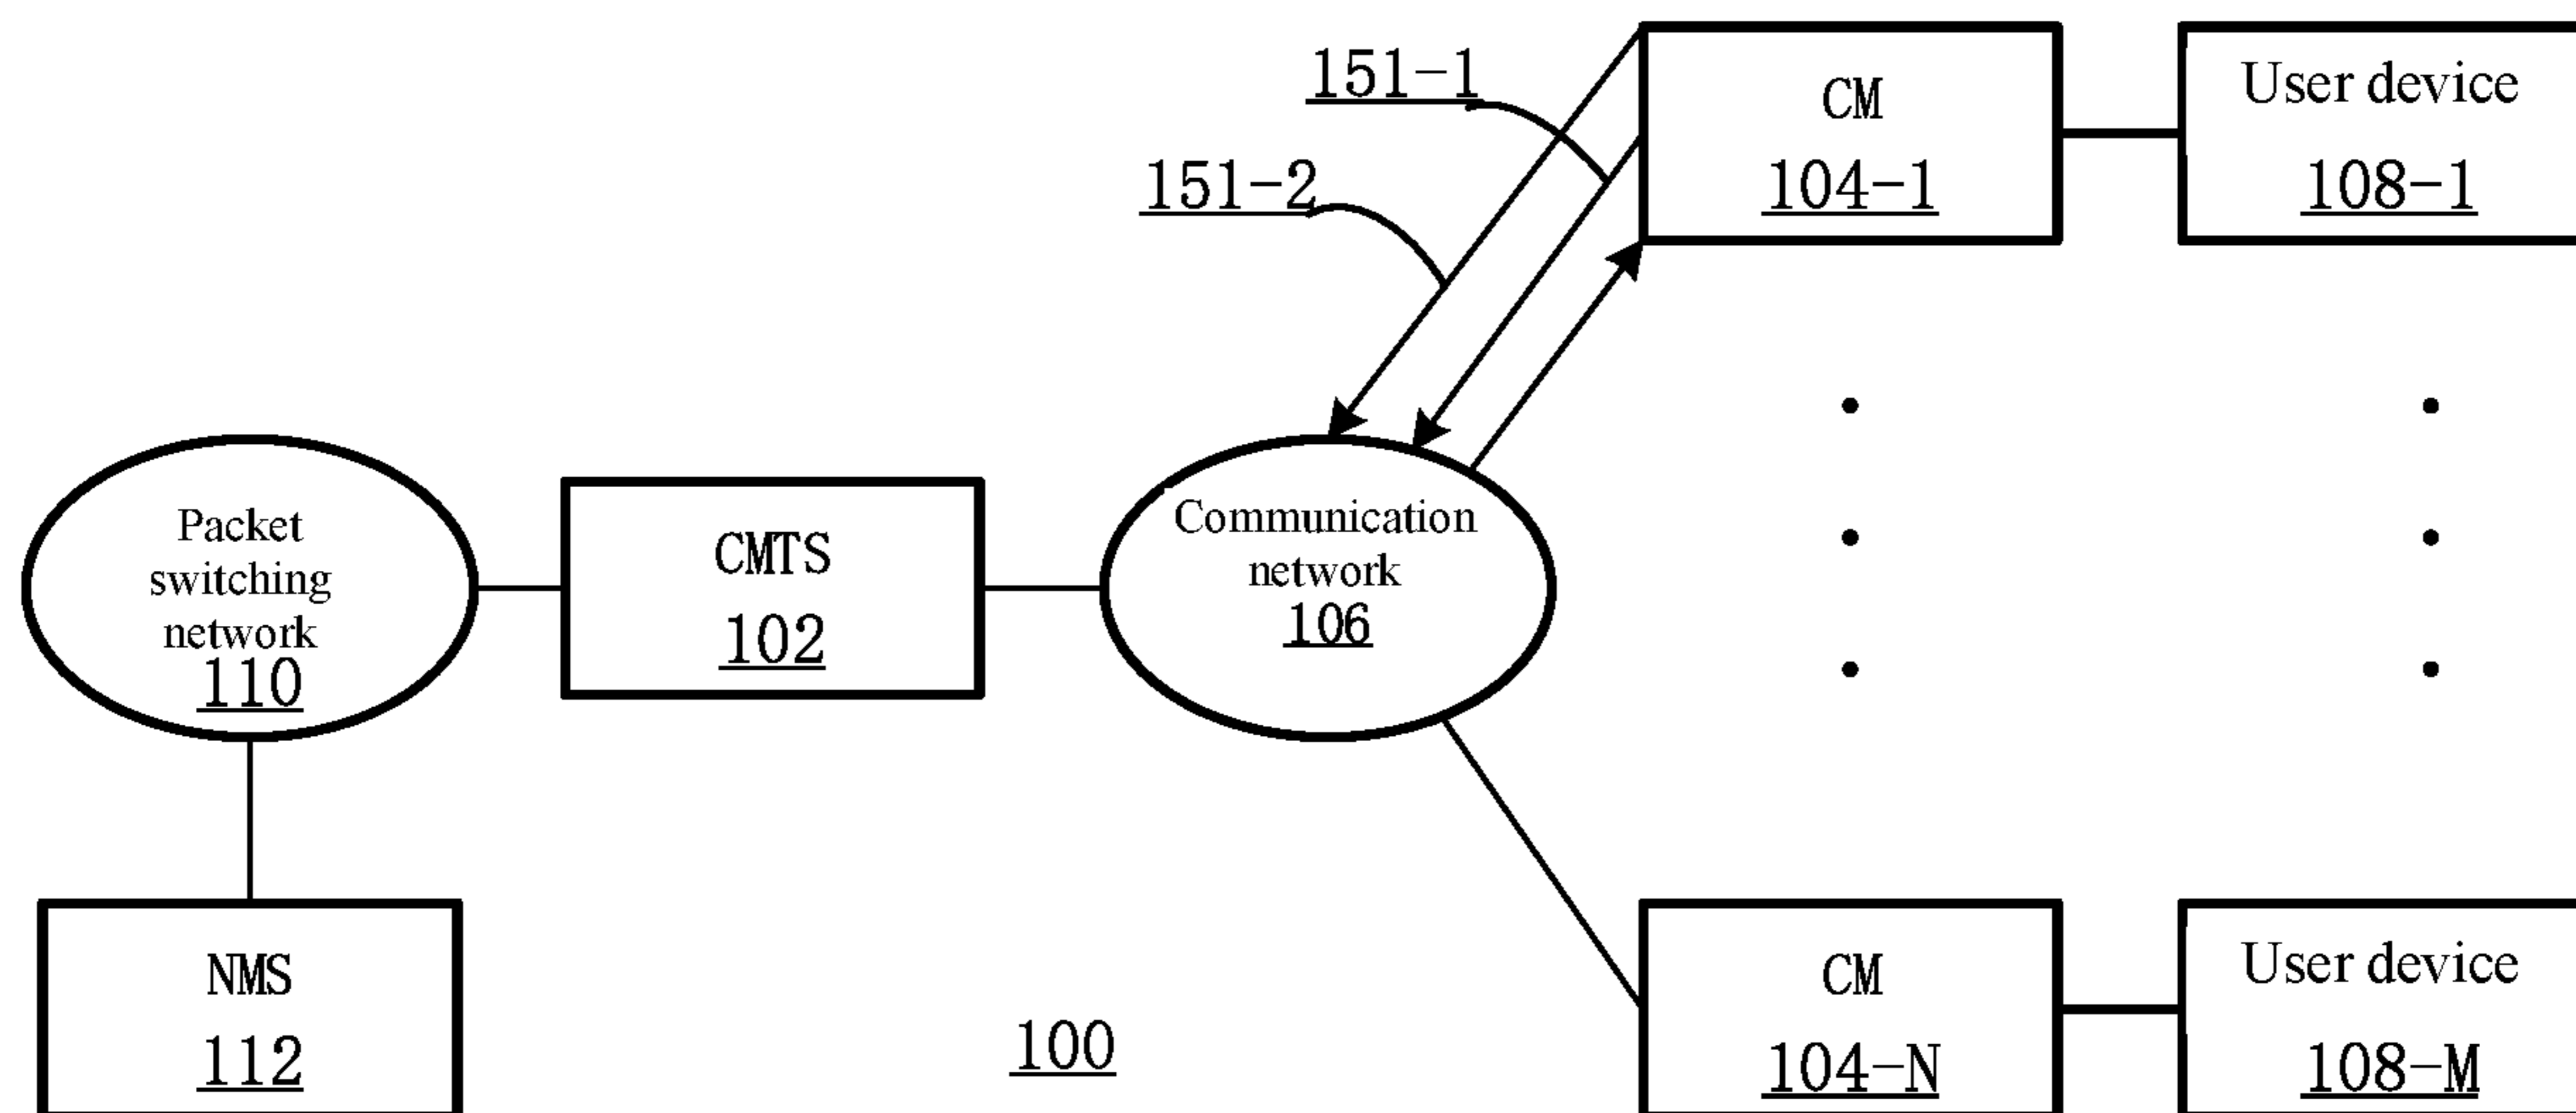 151-1
151-2
CM
104-1
User device
108-1
Packet
switching
network
110
CMTS
102
Communication
network
106
NMS
112
100
CM
104-N
User device
108-M